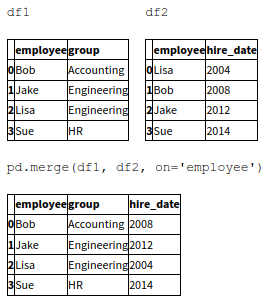 df1 df2
employee group employee hire_date
0 Bob Accounting 0 Lisa 2004
1 Jake Engineering 1 Bob 2008
2 Lisa Engineering 2 Jake 2012
3 Sue HR 3 Sue 2014
pd.merge(df1, df2, on='employee')
employee group hire_date
0 Bob Accounting 2008
1 Jake Engineering 2012
2 Lisa Engineering 2004
3 Sue HR 2014